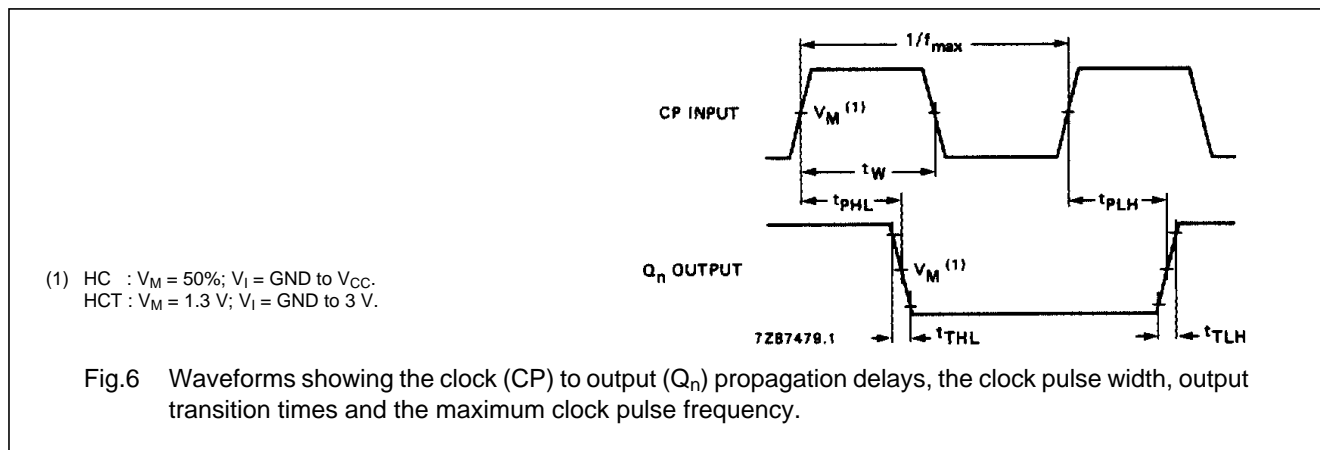 1/fmax
CP INPUT
VM (1)
tW
tPHL
tPLH
Qn OUTPUT
VM (1)
(1) HC : VM = 50%; VI = GND to VCC.
HCT : VM = 1.3 V; VI = GND to 3 V.
7Z87479.1
tTHL
tTLH
Fig.6 Waveforms showing the clock (CP) to output (Qn) propagation delays, the clock pulse width, output
transition times and the maximum clock pulse frequency.